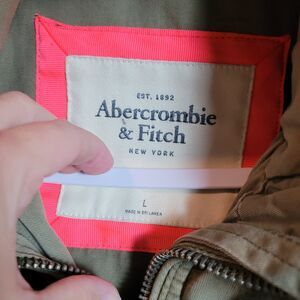 EST. 1892
Abercrombie
& Fitch
NEW YORK
L
MADE IN SRI LANKA